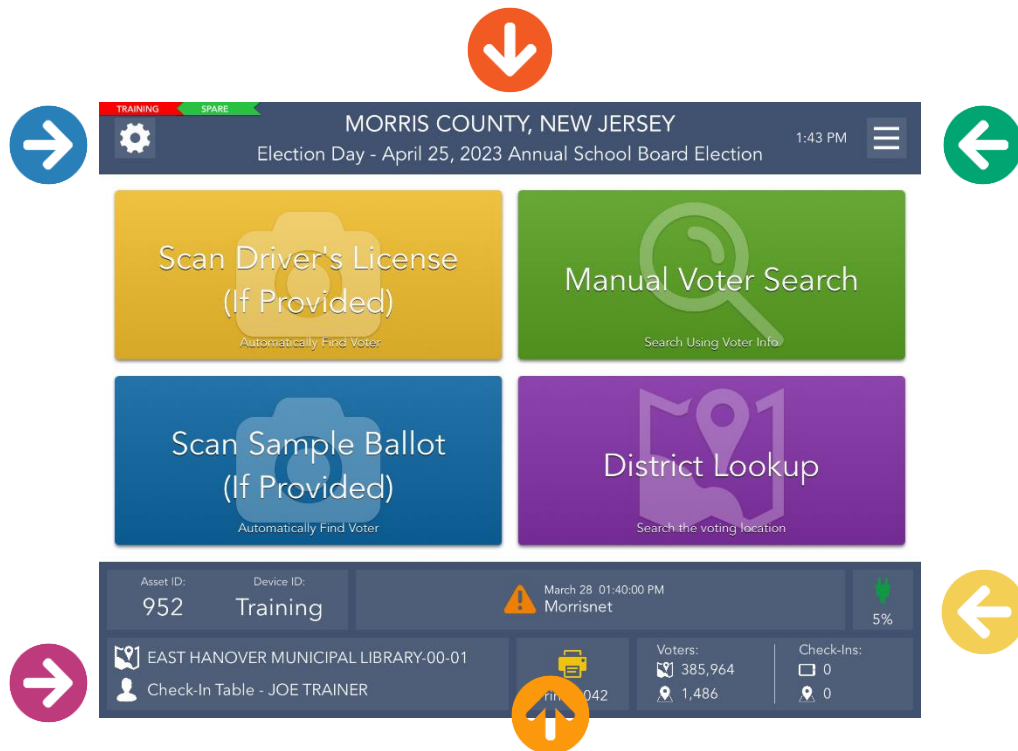 TRAINING SPARE
MORRIS COUNTY, NEW JERSEY
Election Day - April 25, 2023 Annual School Board Election
1:43 PM
Scan Driver's License
(If Provided)
Automatically Find Voter
Manual Voter Search
Search Using Voter Info
Scan Sample Ballot
(If Provided)
Automatically Find Voter
District Lookup
Search the voting location
Asset ID:
952
Device ID:
Training
March 28 01:40:00 PM
Morrisnet
5%
EAST HANOVER MUNICIPAL LIBRARY-00-01
Check-In Table - JOE TRAINER
042
Voters:
385,964
1,486
Check-Ins:
0
0